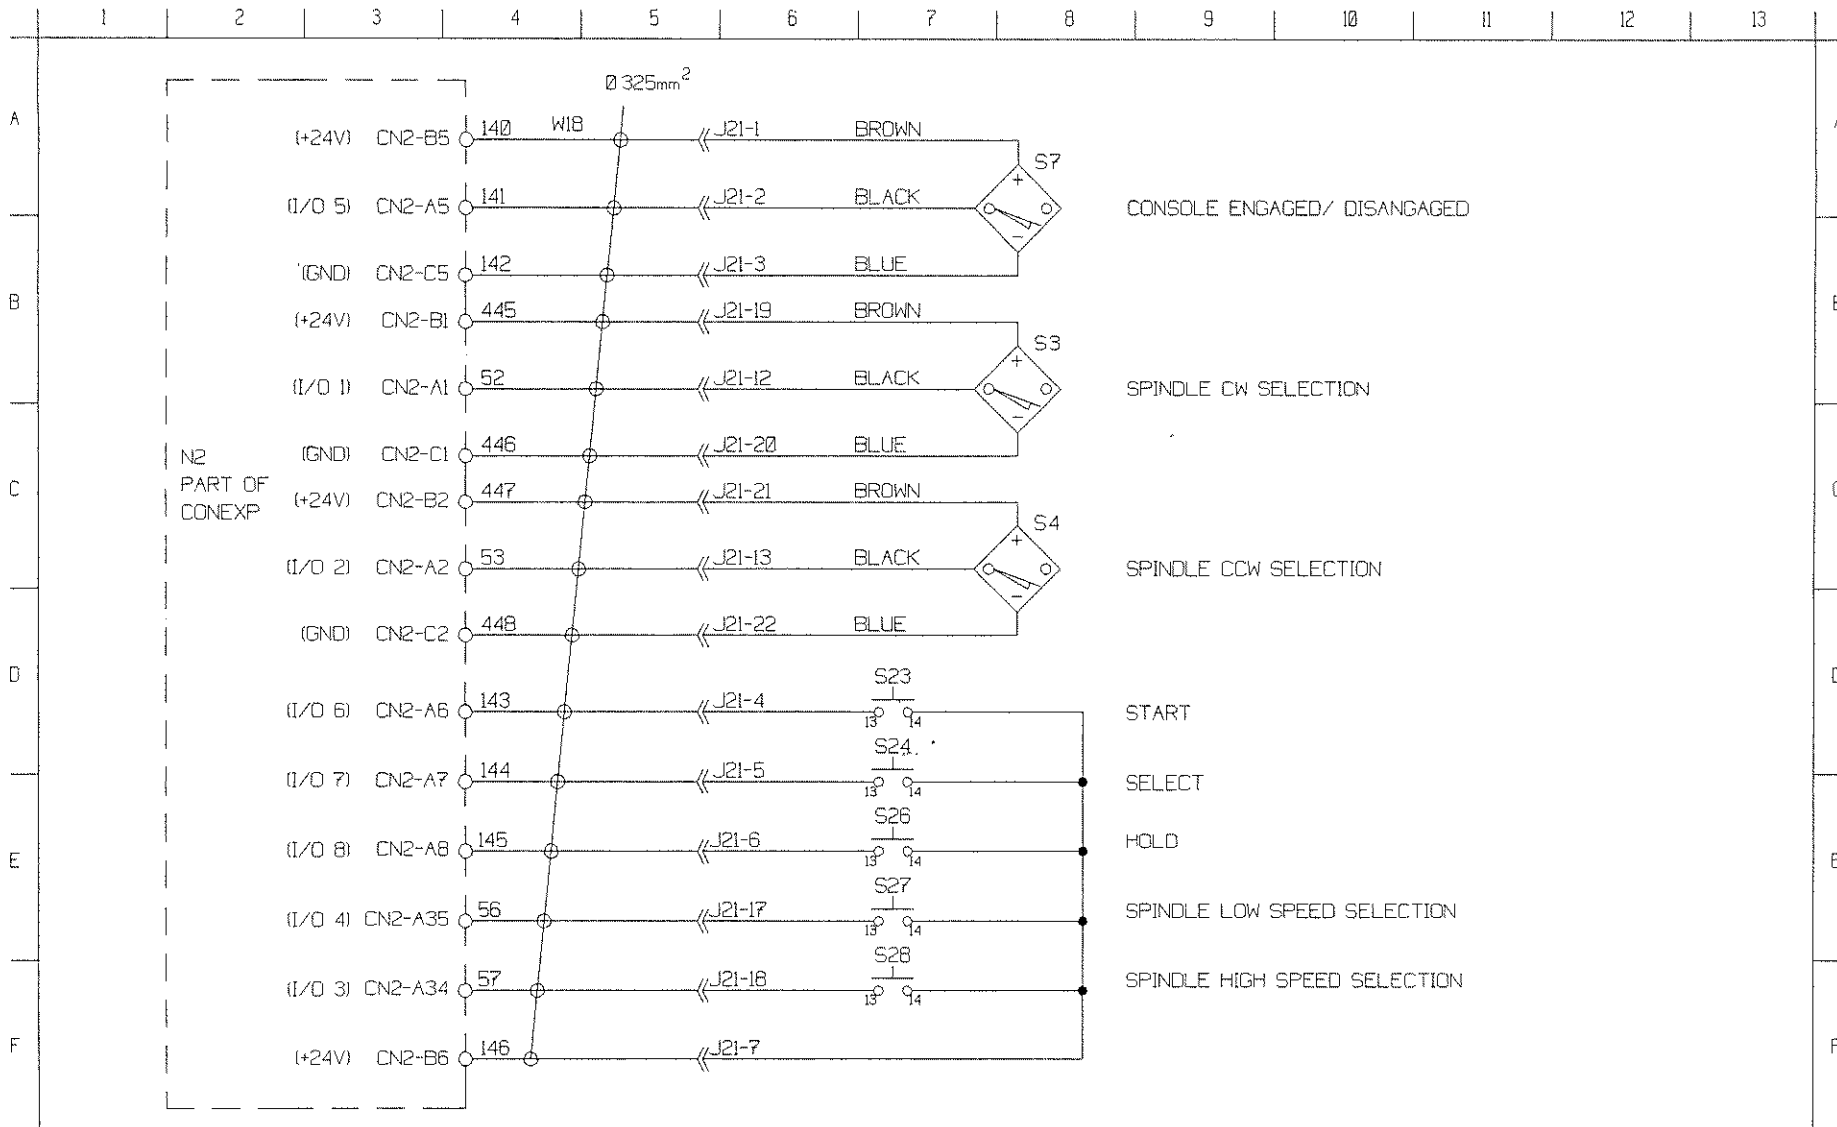 1 2 3 4 5 6 7 8 9 10 11 12 13
Ø 325mm²
A
(+24V) CN2-B5 140 W18 J21-1 BROWN
S7
(I/O 5) CN2-A5 141 J21-2 BLACK + - CONSOLE ENGAGED/ DISANGAGED
(GND) CN2-C5 142 J21-3 BLUE
B
(+24V) CN2-B1 445 J21-19 BROWN
S3
(I/O 1) CN2-A1 52 J21-12 BLACK + - SPINDLE CW SELECTION
(GND) CN2-C1 446 J21-20 BLUE
N2
PART OF
CONEXP
C
(+24V) CN2-B2 447 J21-21 BROWN
S4
(I/O 2) CN2-A2 53 J21-13 BLACK + - SPINDLE CCW SELECTION
(GND) CN2-C2 448 J21-22 BLUE
D
S23
(I/O 6) CN2-A6 143 J21-4 13 14 START
S24
(I/O 7) CN2-A7 144 J21-5 13 14 SELECT
S26
E
(I/O 8) CN2-A8 145 J21-6 13 14 HOLD
S27
(I/O 4) CN2-A35 56 J21-17 13 14 SPINDLE LOW SPEED SELECTION
S28
(I/O 3) CN2-A34 57 J21-18 13 14 SPINDLE HIGH SPEED SELECTION
F
(+24V) CN2-B6 146 J21-7